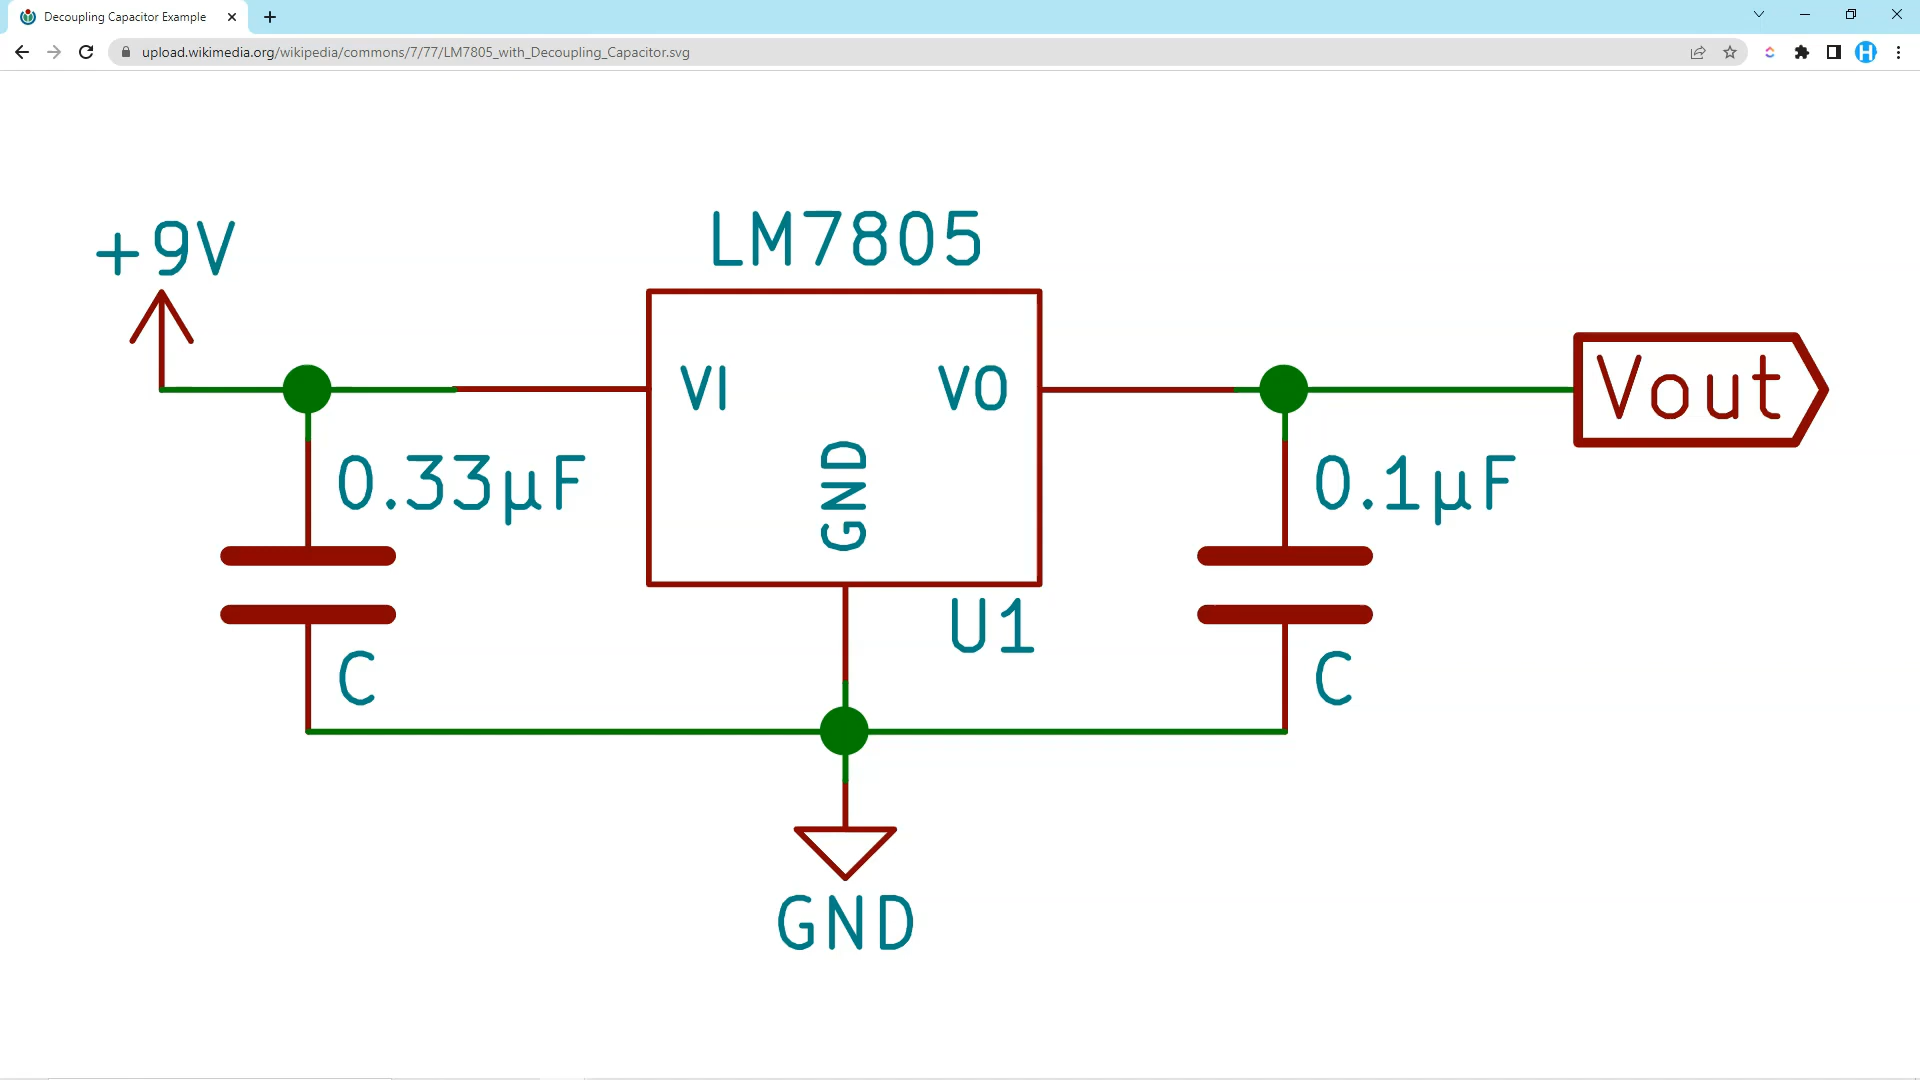 Decoupling Capacitor Example
upload.wikimedia.org/wikipedia/commons/7/77/LM7805_with_Decoupling_Capacitor.svg
H
+9V
LM7805
VI
VO
GND
Vout
0.33µF
0.1µF
U1
C
C
GND